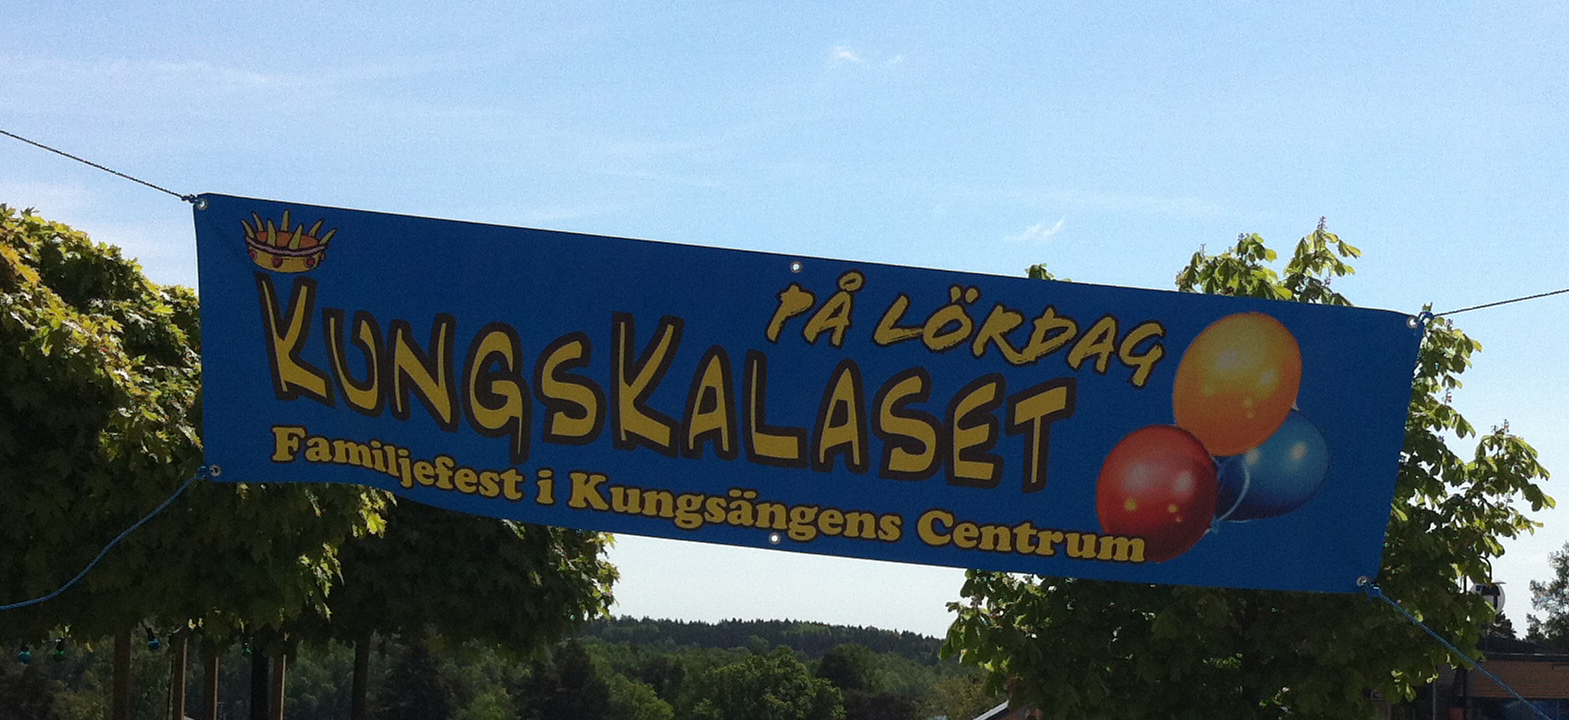 PÅ LÖRDAG
KUNGSKALASET
Familjefest i Kungsängens Centrum